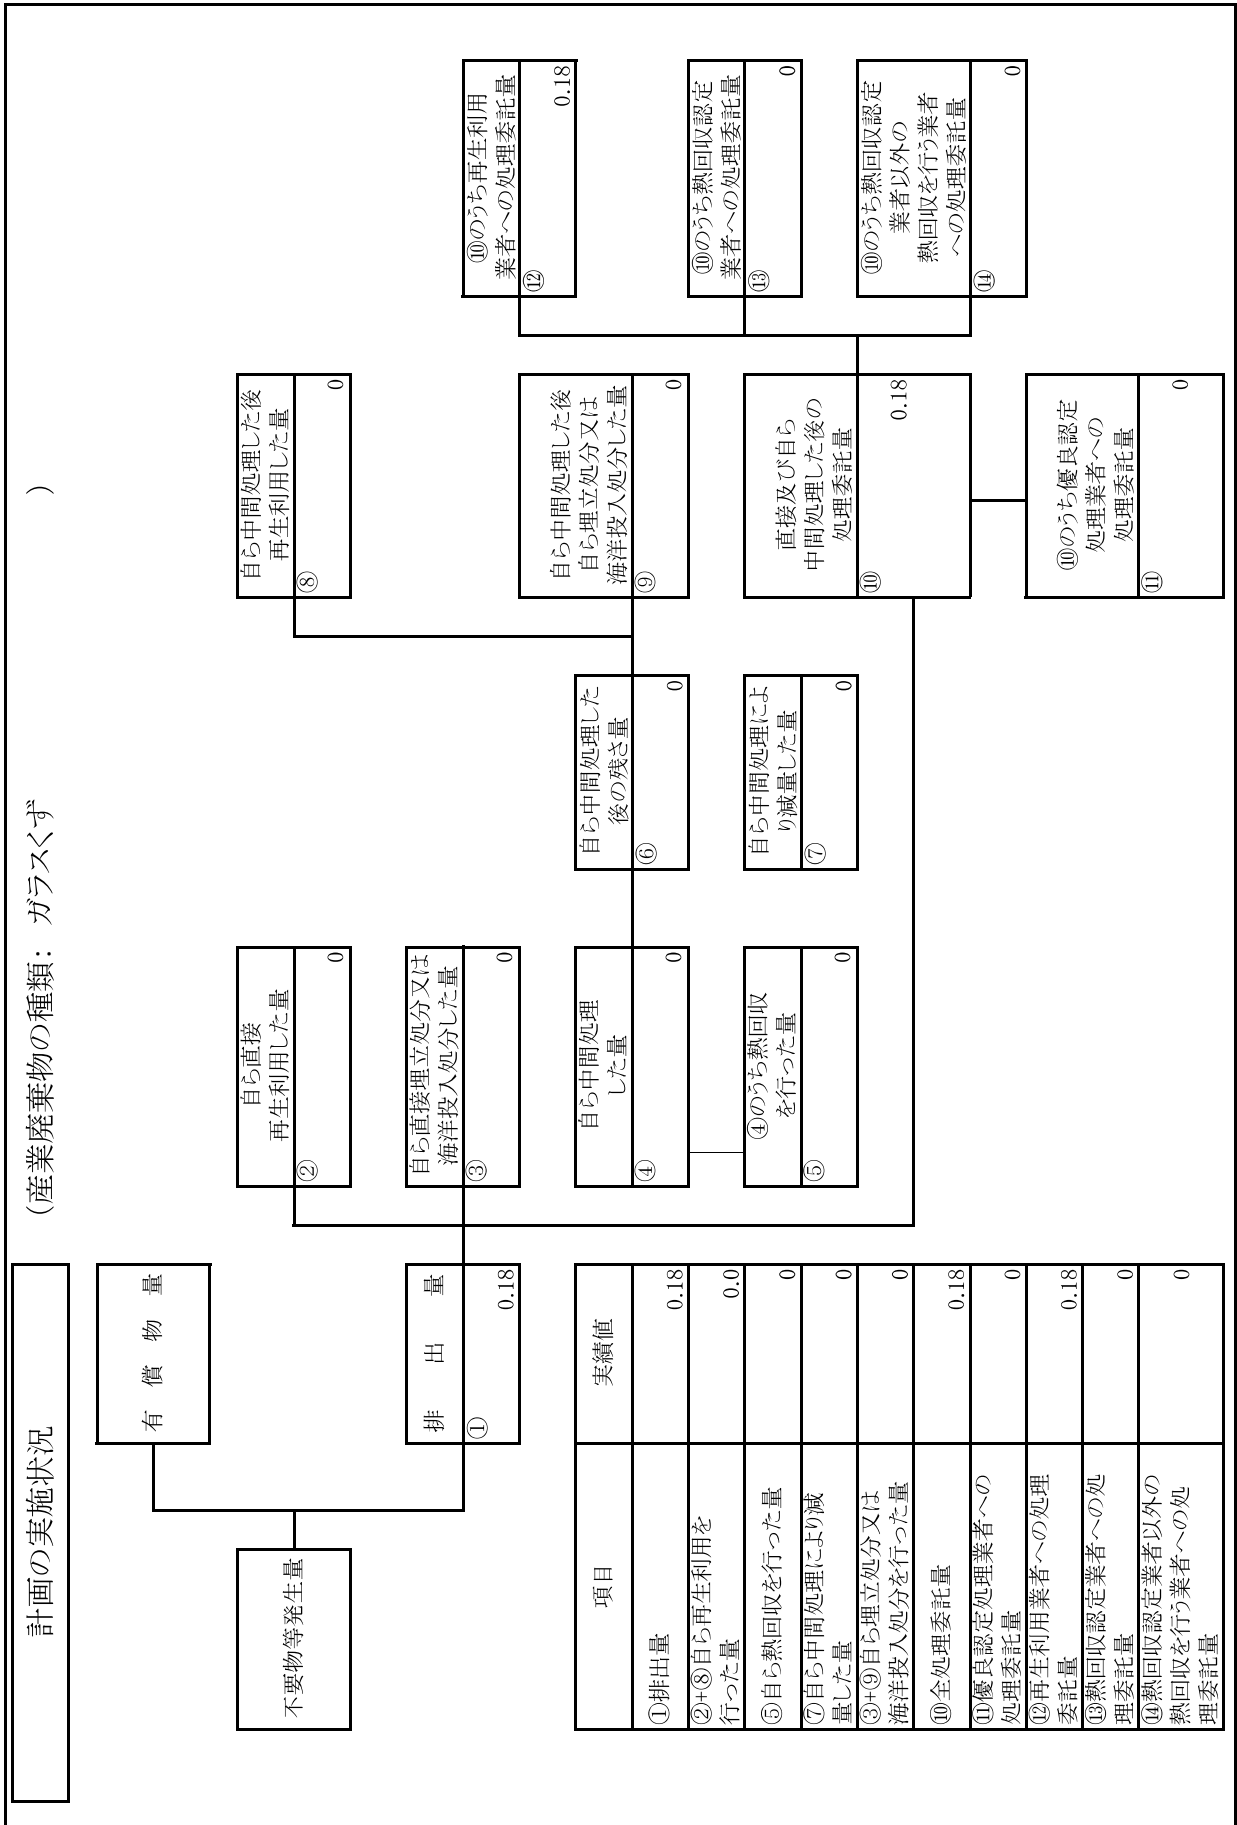 計画の実施状況
(産業廃棄物の種類： ガラスくず )
有 償 物 量
不要物等発生量
排 出 量
①
0.18
自ら直接
再生利用した量
②
0
自ら直接埋立処分又は
海洋投入処分した量
③
0
自ら中間処理
した量
④
0
④のうち熱回収
を行った量
⑤
0
自ら中間処理した
後の残さ量
⑥
0
自ら中間処理によ
り減量した量
⑦
0
自ら中間処理した後
再生利用した量
⑧
0
自ら中間処理した後
自ら埋立処分又は
海洋投入処分した量
⑨
0
直接及び自ら
中間処理した後の
処理委託量
⑩
0.18
⑩のうち優良認定
処理業者への
処理委託量
⑪
0
⑩のうち再生利用
業者への処理委託量
⑫
0.18
⑩のうち熱回収認定
業者への処理委託量
⑬
0
⑩のうち熱回収認定
業者以外の
熱回収を行う業者
への処理委託量
⑭
0
項目 実績値
①排出量 0.18
②+⑧自ら再生利用を
行った量 0.0
⑤自ら熱回収を行った量 0
⑦自ら中間処理により減
量した量 0
③+⑨自ら埋立処分又は
海洋投入処分を行った量 0
⑩全処理委託量 0.18
⑪優良認定処理業者への
処理委託量 0
⑫再生利用業者への処理
委託量 0.18
⑬熱回収認定業者への処
理委託量 0
⑭熱回収認定業者以外の
熱回収を行う業者への処
理委託量 0